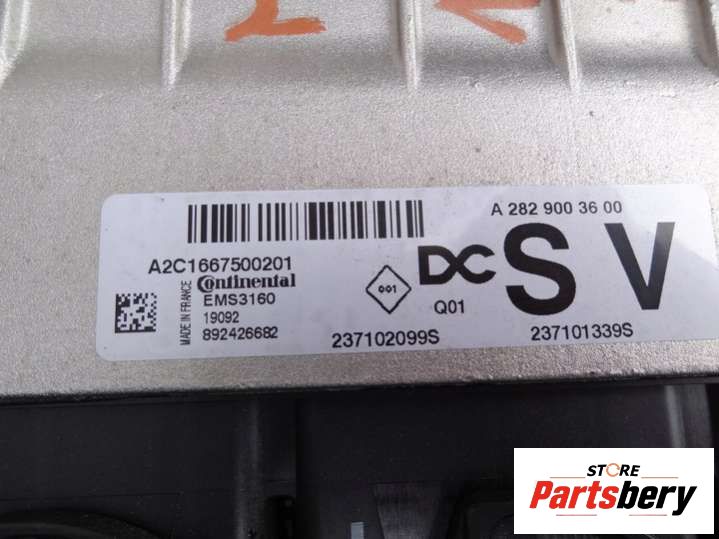 A 282 900 36 00
A2C1667500201
Continental
EMS3160
19092
892426682
MADE IN FRANCE
Q01
DC
Q01
S V
237102099S
237101339S
STORE
Partsbery